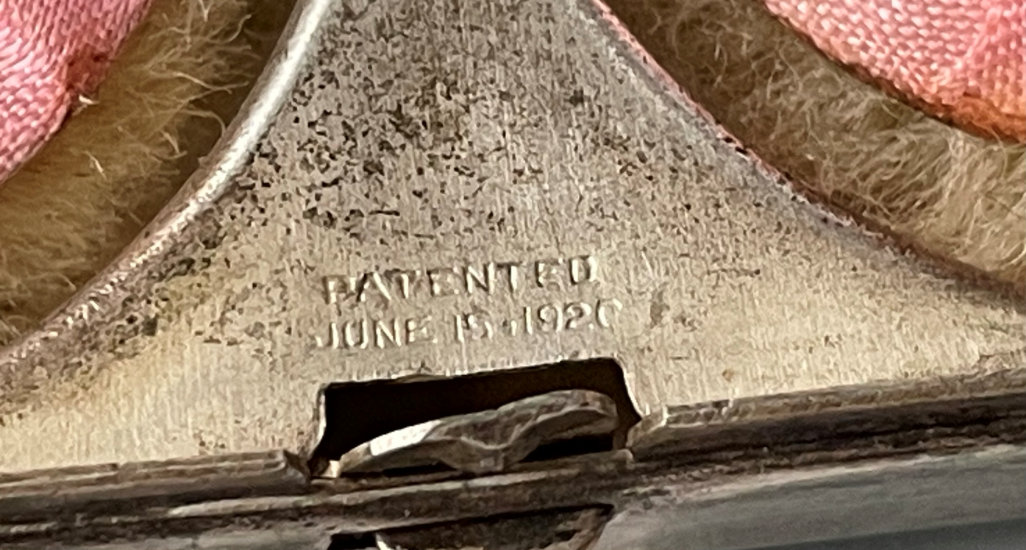 PATENTED
JUNE 15, 1920